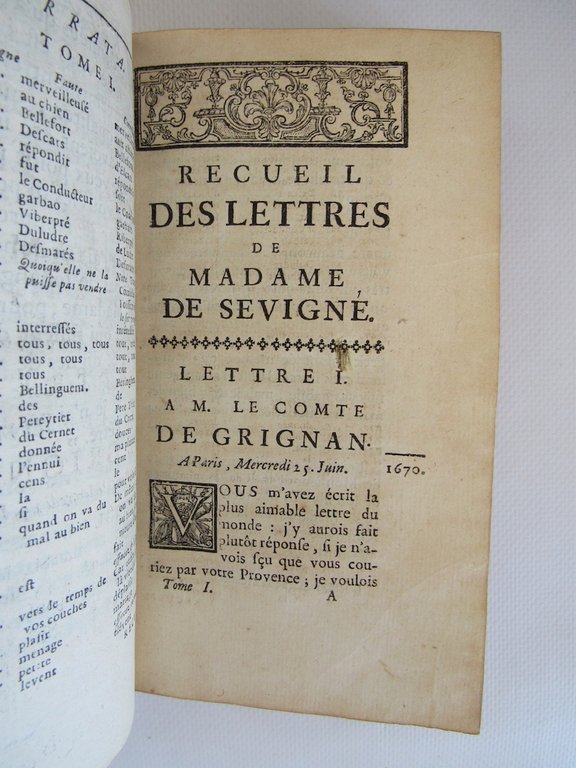 ERRATA.
TOME I.
Faute
merveilleusé
au chien
Bellefort
Descars
répondit
fut
le Conducteur
garbao
Viberpré
Duludre
Desmarés
Quoiqu'elle ne la
puisse pas vendre
interressés
tous, tous, tous
tous, tous
tous
Bellinguem.
des
Pereytier
du Cernet
donnée
l'ennui
cens
la
si
quand on va du
mal au bien
est
vers le temps de
vos couches
plaisir
menage
petite
levent
RECUEIL
DES LETTRES
DE
MADAME
DE SEVIGNÉ.
LETTRE I.
A M. LE COMTE
DE GRIGNAN.
A Paris, Mercredi 25. Juin. 1670.
VOUS m'avez écrit la
plus aimable lettre du
monde : j'y aurois fait
plutôt réponse, si je n'a-
vois sçu que vous cou-
riez par votre Provence ; je voulois
Tome I. A